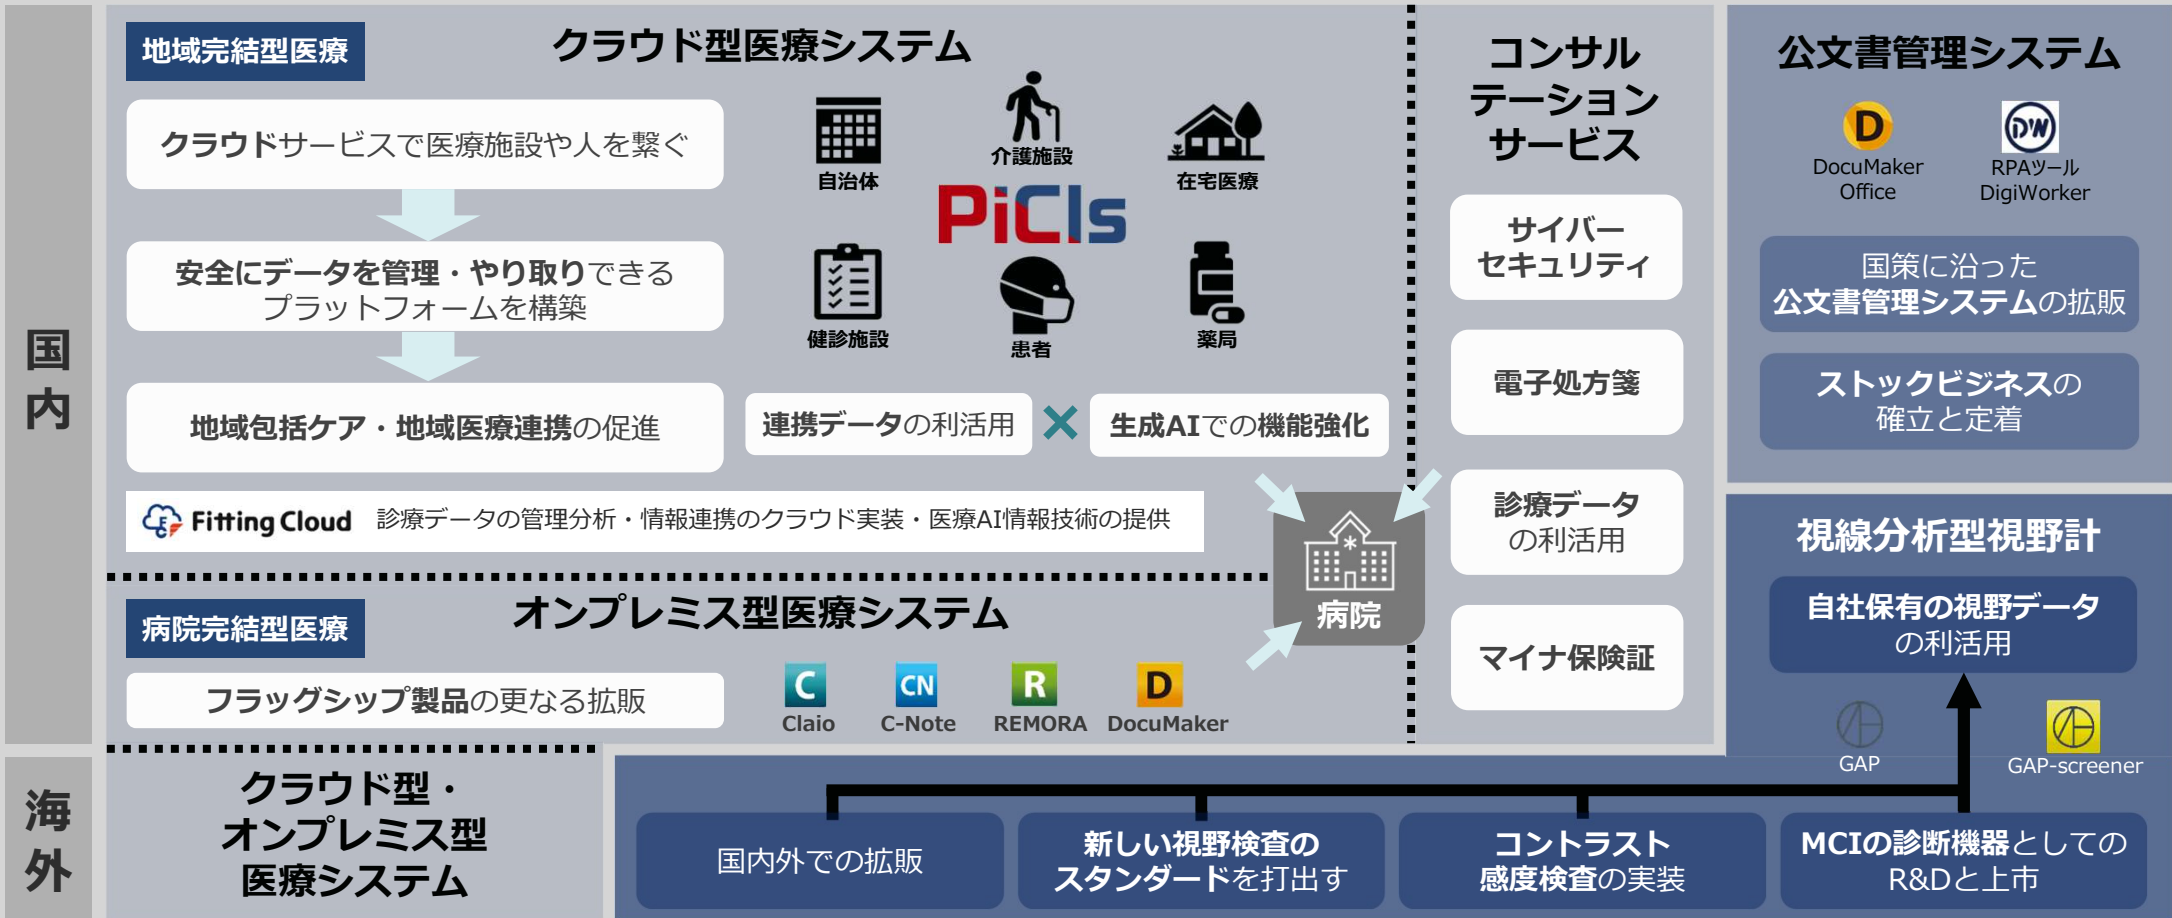 国内
地域完結型医療
クラウド型医療システム
クラウドサービスで医療施設や人を繋ぐ
安全にデータを管理・やり取りできる
プラットフォームを構築
地域包括ケア・地域医療連携の促進
自治体
介護施設
在宅医療
PiCls
健診施設
患者
薬局
連携データの利活用
×
生成AIでの機能強化
Fitting Cloud
診療データの管理分析・情報連携のクラウド実装・医療AI情報技術の提供
病院
病院完結型医療
オンプレミス型医療システム
フラッグシップ製品の更なる拡販
C
Claio
CN
C-Note
R
REMORA
D
DocuMaker
コンサル
テーション
サービス
サイバー
セキュリティ
電子処方箋
診療データ
の利活用
マイナ保険証
公文書管理システム
D
DocuMaker
Office
RPAツール
DigiWorker
国策に沿った
公文書管理システムの拡販
ストックビジネスの
確立と定着
視線分析型視野計
自社保有の視野データ
の利活用
GAP
GAP-screener
海外
クラウド型・
オンプレミス型
医療システム
国内外での拡販
新しい視野検査の
スタンダードを打出す
コントラスト
感度検査の実装
MCIの診断機器としての
R&Dと上市